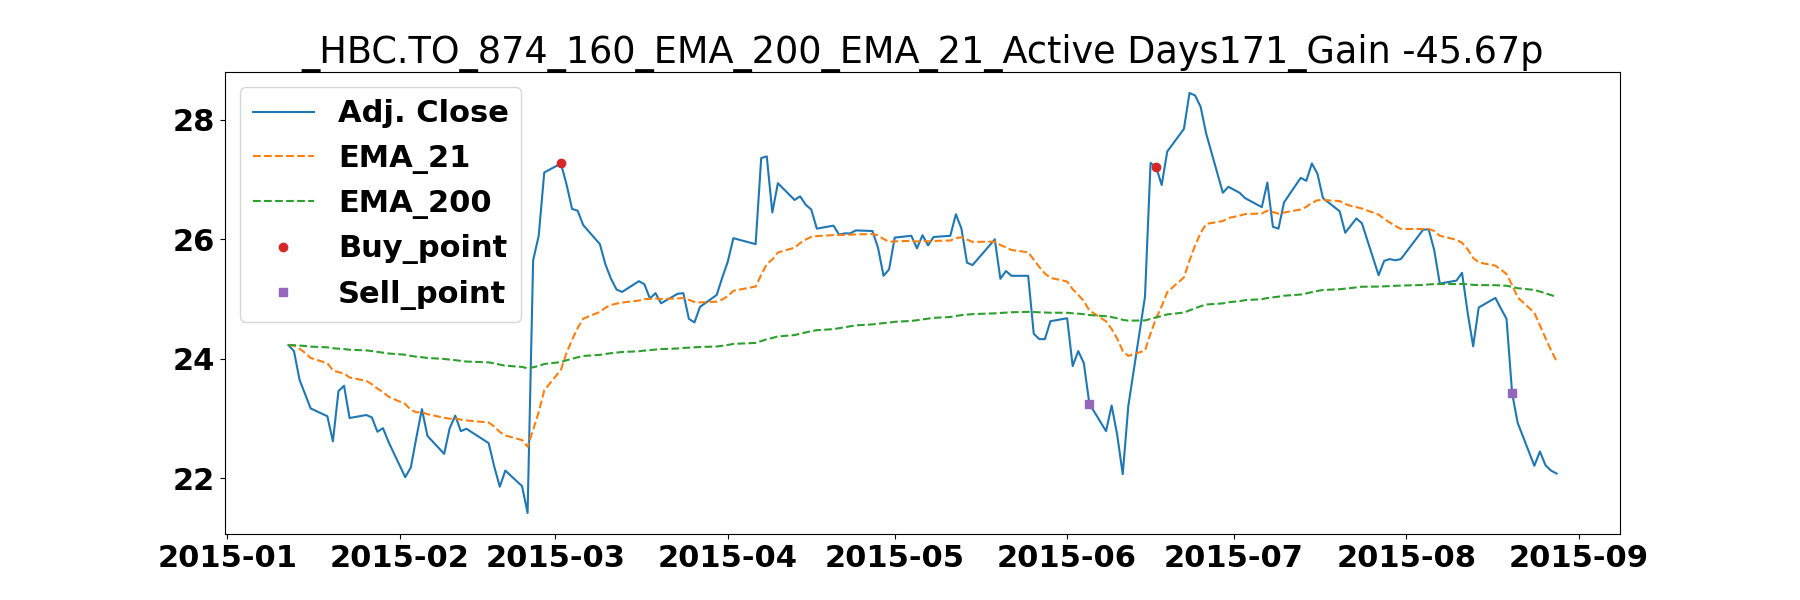 _HBC.TO_874_160_EMA_200_EMA_21_Active Days171_Gain -45.67p
Adj. Close
EMA_21
EMA_200
Buy_point
Sell_point
28
26
24
22
2015-01 2015-02 2015-03 2015-04 2015-05 2015-06 2015-07 2015-08 2015-09